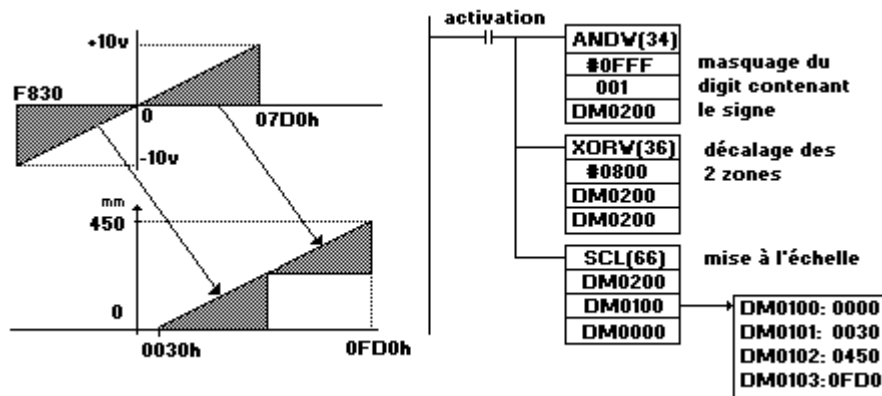 +10v
F830
0
07D0h
-10v
mm
450
0
0030h
0FD0h
activation
ANDW(34)
#0FFF
001
DM0200
masquage du
digit contenant
le signe
XORW(36)
#0800
DM0200
DM0200
décalage des
2 zones
SCL(66)
DM0200
DM0100
DM0000
mise à l'échelle
DM0100: 0000
DM0101: 0030
DM0102: 0450
DM0103:0FD0